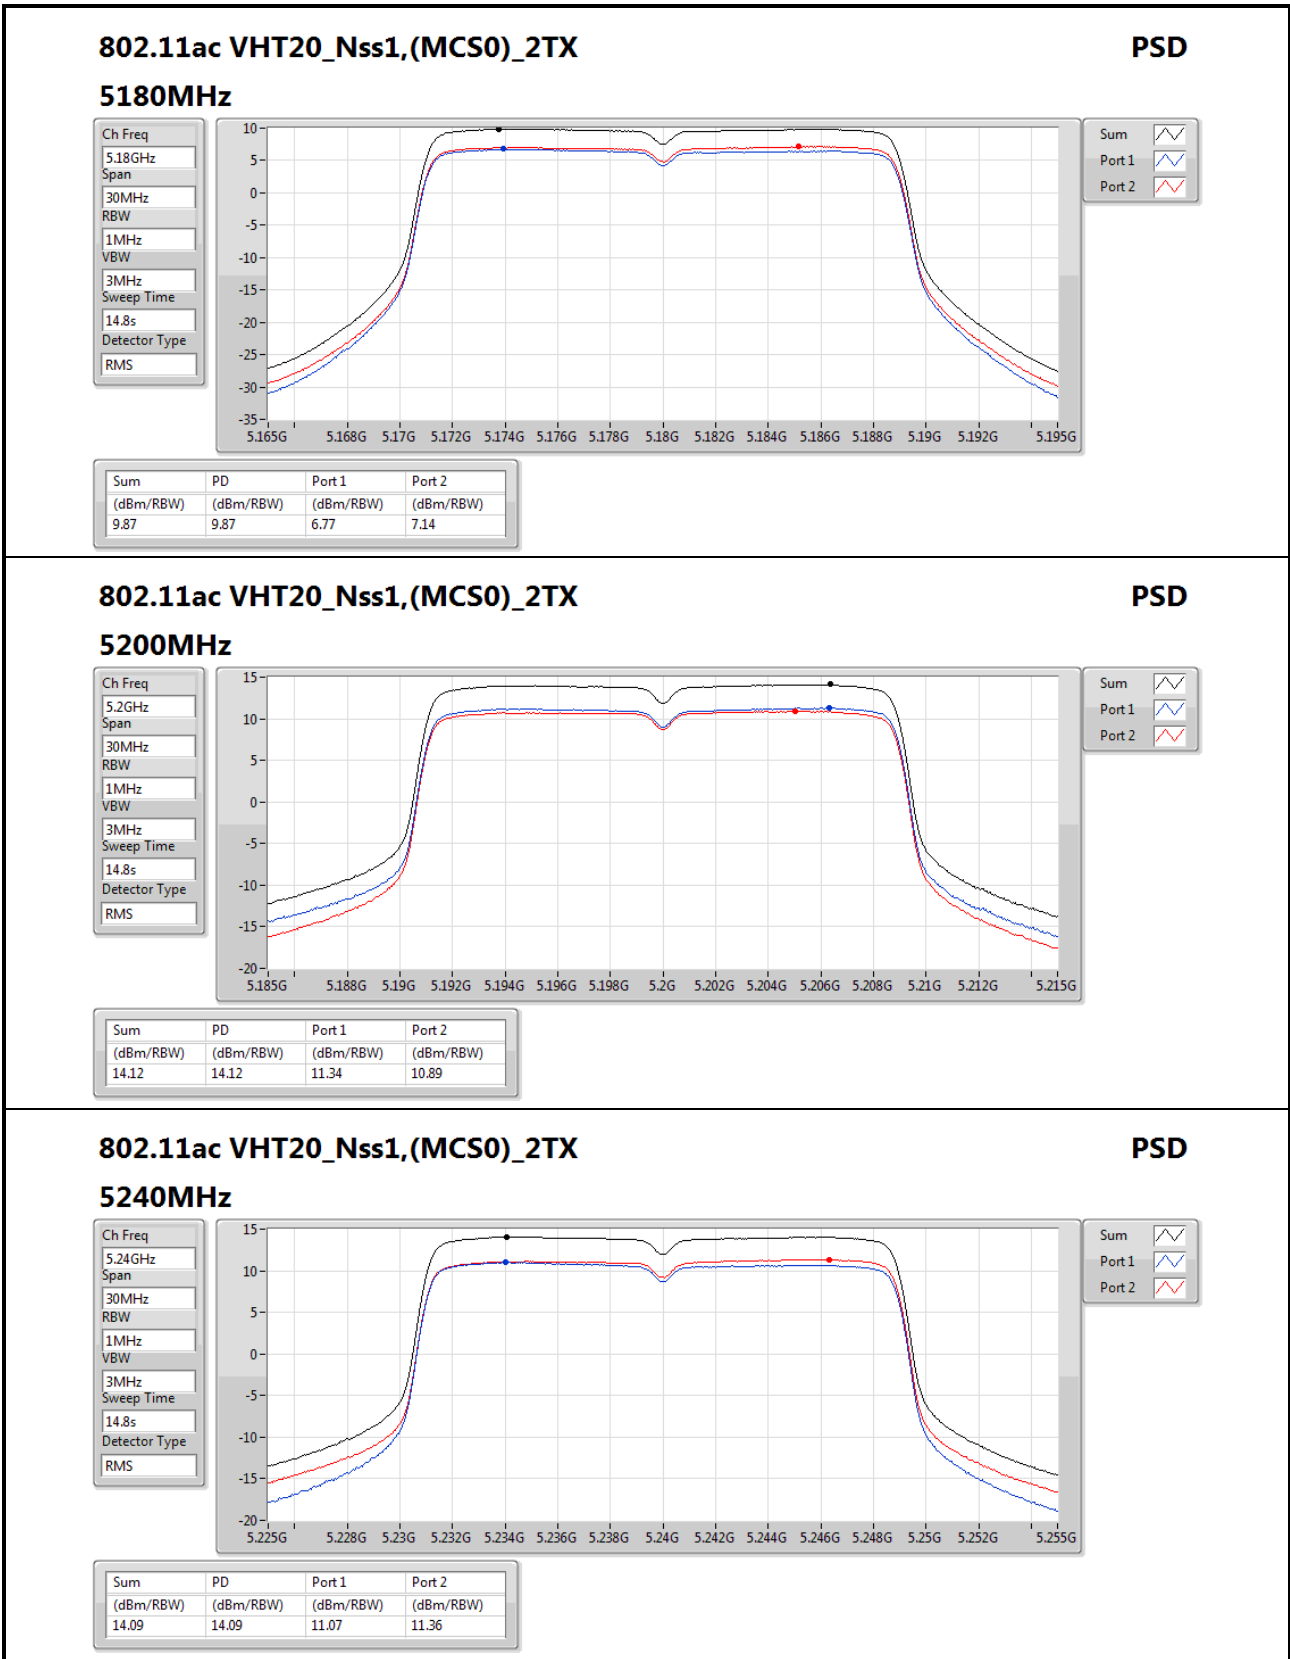 802.11ac VHT20_Nss1,(MCS0)_2TX PSD
5180MHz
Ch Freq
5.18GHz
Span
30MHz
RBW
1MHz
VBW
3MHz
Sweep Time
14.8s
Detector Type
RMS
10
5
0
-5
-10
-15
-20
-25
-30
-35
5.165G 5.168G 5.17G 5.172G 5.174G 5.176G 5.178G 5.18G 5.182G 5.184G 5.186G 5.188G 5.19G 5.192G 5.195G
Sum
Port 1
Port 2
Sum PD Port 1 Port 2
(dBm/RBW) (dBm/RBW) (dBm/RBW) (dBm/RBW)
9.87 9.87 6.77 7.14
802.11ac VHT20_Nss1,(MCS0)_2TX PSD
5200MHz
Ch Freq
5.2GHz
Span
30MHz
RBW
1MHz
VBW
3MHz
Sweep Time
14.8s
Detector Type
RMS
15
10
5
0
-5
-10
-15
-20
5.185G 5.188G 5.19G 5.192G 5.194G 5.196G 5.198G 5.2G 5.202G 5.204G 5.206G 5.208G 5.21G 5.212G 5.215G
Sum
Port 1
Port 2
Sum PD Port 1 Port 2
(dBm/RBW) (dBm/RBW) (dBm/RBW) (dBm/RBW)
14.12 14.12 11.34 10.89
802.11ac VHT20_Nss1,(MCS0)_2TX PSD
5240MHz
Ch Freq
5.24GHz
Span
30MHz
RBW
1MHz
VBW
3MHz
Sweep Time
14.8s
Detector Type
RMS
15
10
5
0
-5
-10
-15
-20
5.225G 5.228G 5.23G 5.232G 5.234G 5.236G 5.238G 5.24G 5.242G 5.244G 5.246G 5.248G 5.25G 5.252G 5.255G
Sum
Port 1
Port 2
Sum PD Port 1 Port 2
(dBm/RBW) (dBm/RBW) (dBm/RBW) (dBm/RBW)
14.09 14.09 11.07 11.36